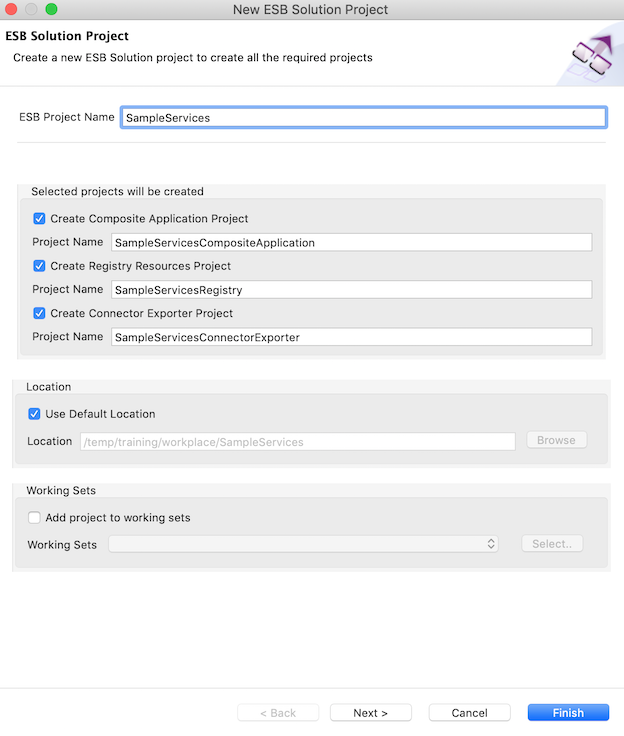 New ESB Solution Project
ESB Solution Project
Create a new ESB Solution project to create all the required projects
ESB Project Name SampleServices
Selected projects will be created
Create Composite Application Project
Project Name SampleServicesCompositeApplication
Create Registry Resources Project
Project Name SampleServicesRegistry
Create Connector Exporter Project
Project Name SampleServicesConnectorExporter
Location
Use Default Location
Location /temp/training/workplace/SampleServices Browse
Working Sets
Add project to working sets
Working Sets Select..
< Back Next > Cancel Finish